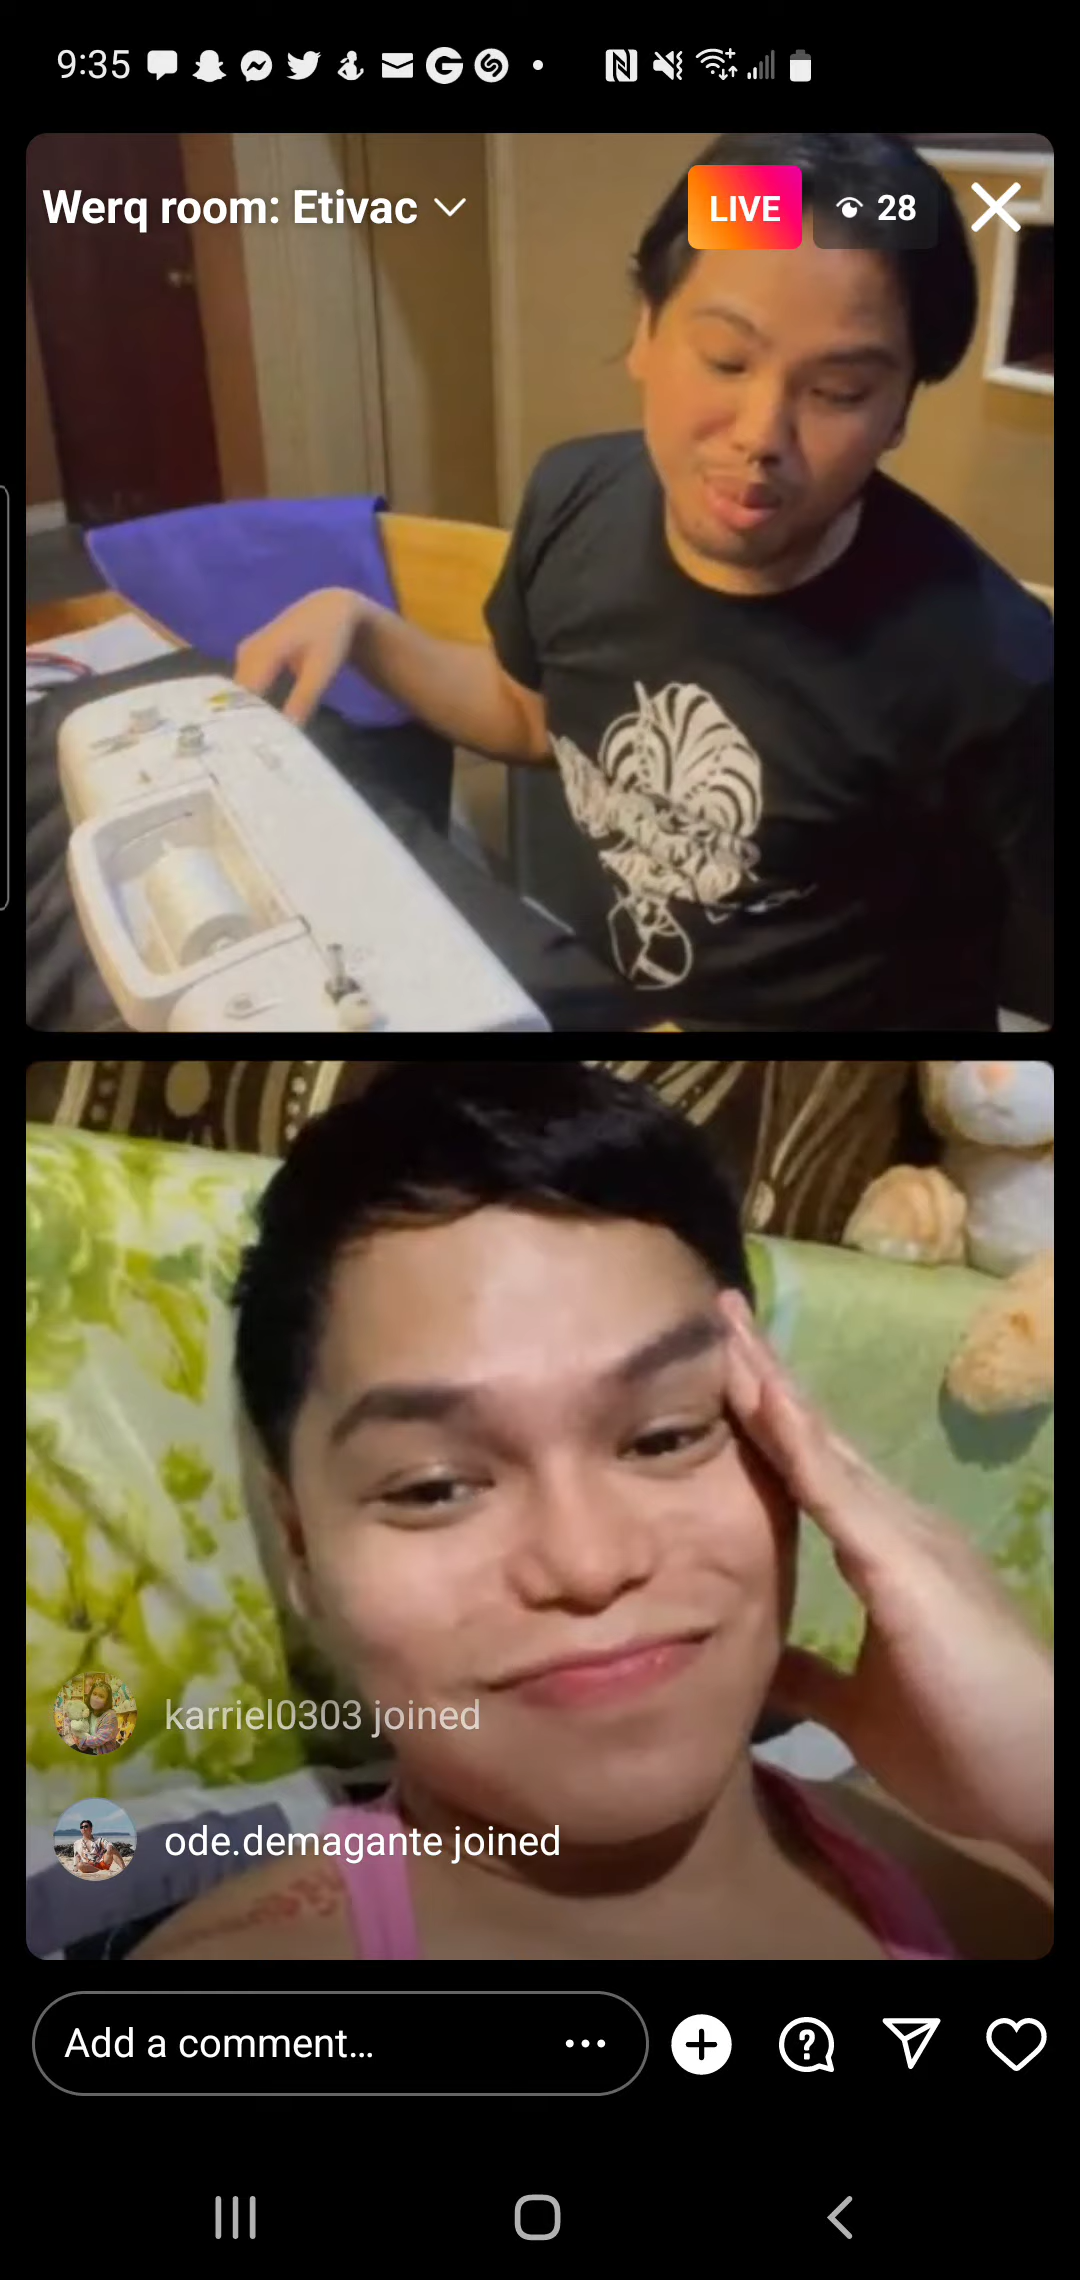 9:35
Werq room: Etivac
LIVE
28
karriel0303 joined
ode.demagante joined
Add a comment...